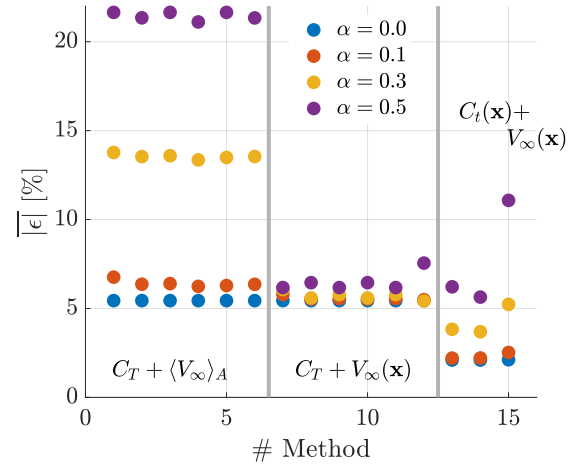 20
15
10
5
0
0
5
10
15
|ϵ| [%]
# Method
α = 0.0
α = 0.1
α = 0.3
α = 0.5
C_t(x)+
V_∞(x)
C_T + ⟨V_∞⟩_A
C_T + V_∞(x)